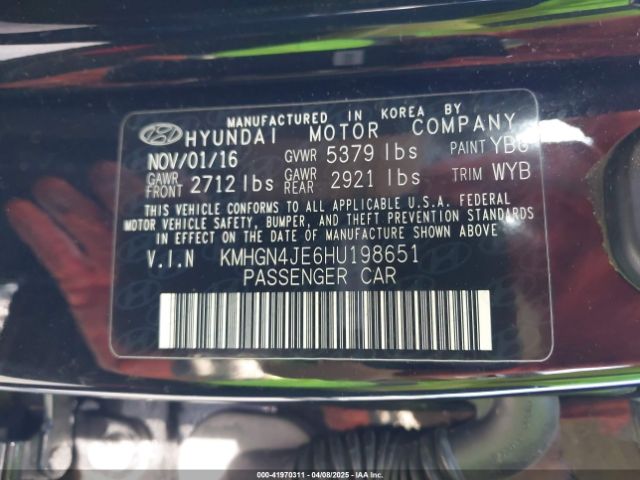 MANUFACTURED IN KOREA BY
HYUNDAI MOTOR COMPANY
NOV/01/16 GVWR 5379 lbs PAINT YBG
GAWR FRONT 2712 lbs GAWR REAR 2921 lbs TRIM WYB
THIS VEHICLE CONFORMS TO ALL APPLICABLE U.S.A. FEDERAL
MOTOR VEHICLE SAFETY, BUMPER, AND THEFT PREVENTION STANDARDS
IN EFFECT ON THE DATE OF MANUFACTURE SHOWN ABOVE.
V.I.N KMHGN4JE6HU198651
PASSENGER CAR
000-41970311 - 04/08/2025 - IAA Inc.